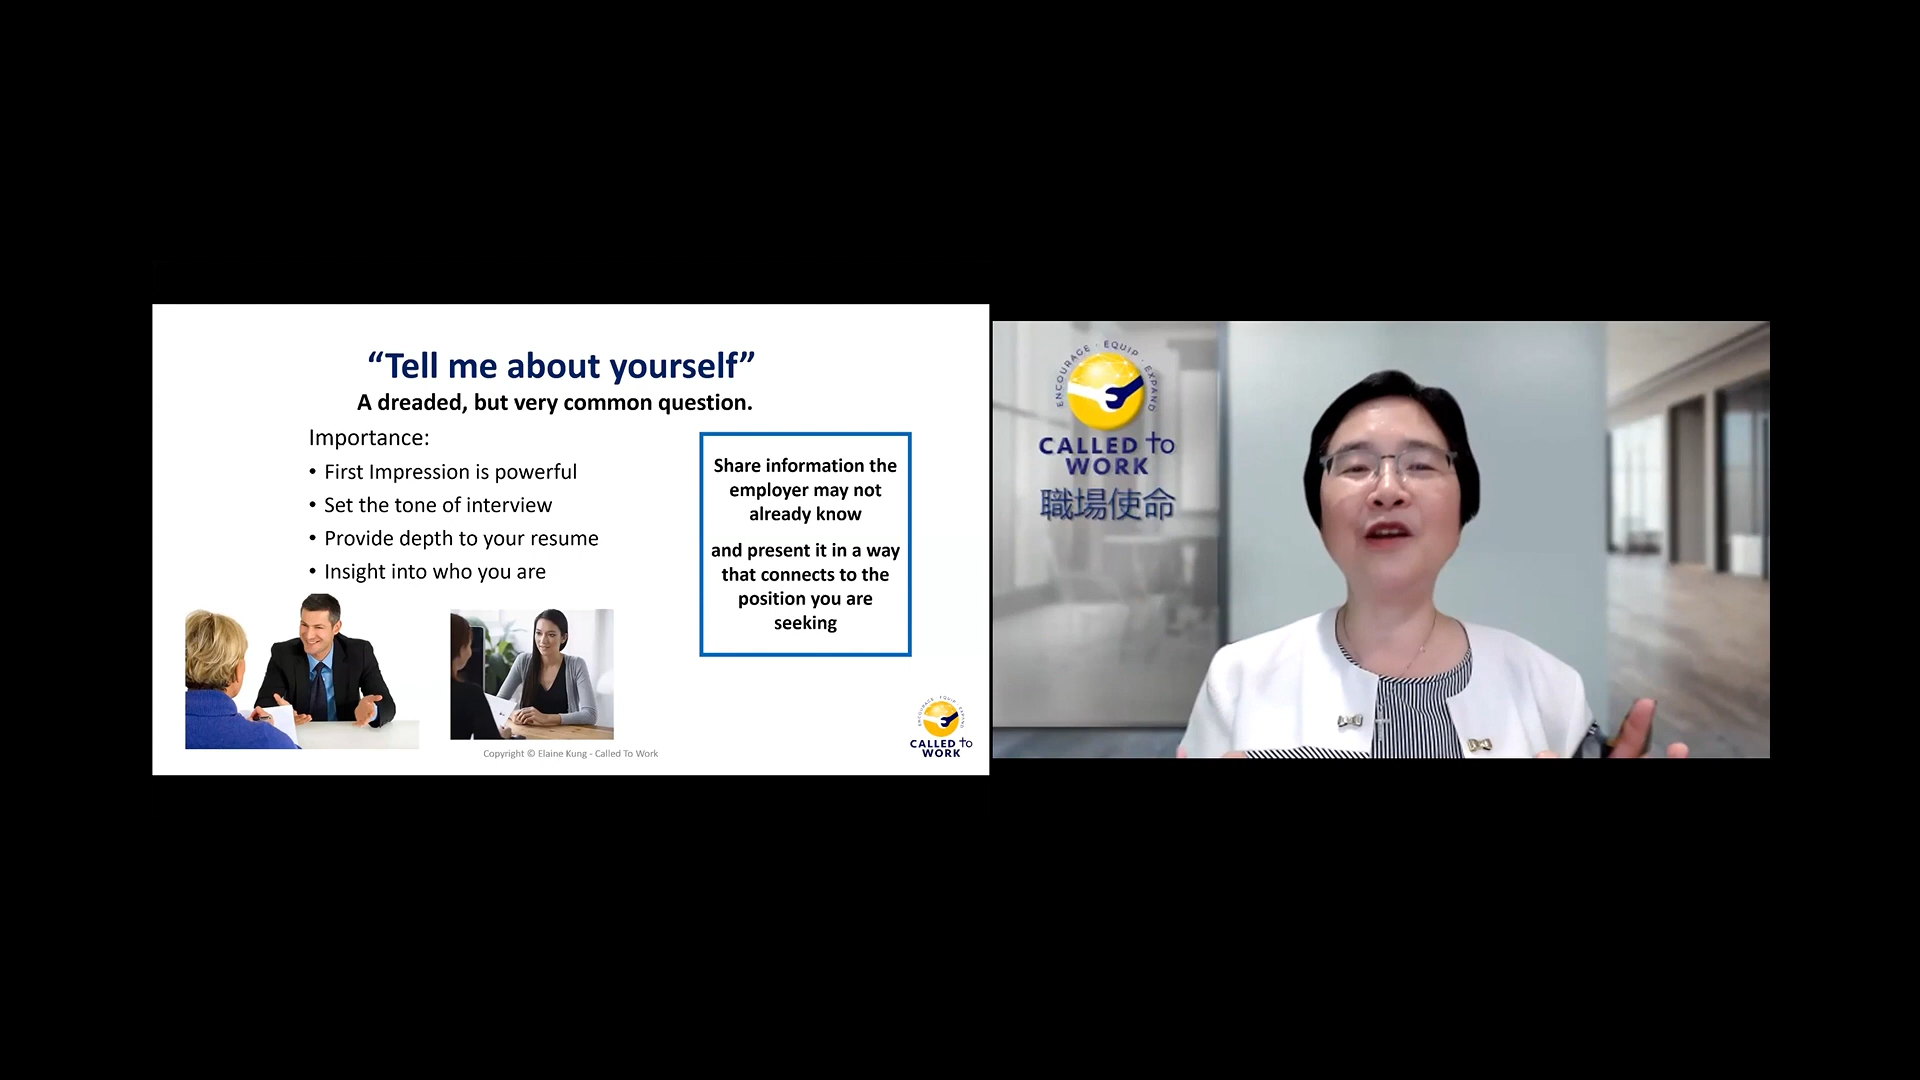 “Tell me about yourself”
A dreaded, but very common question.
Importance:
• First Impression is powerful
• Set the tone of interview
• Provide depth to your resume
• Insight into who you are
Share information the
employer may not
already know
and present it in a way
that connects to the
position you are
seeking
Copyright © Elaine Kung - Called To Work
ENCOURAGE · EQUIP · EXPAND
CALLED to
WORK
ENCOURAGE · EQUIP · EXPAND
CALLED to
WORK
職場使命